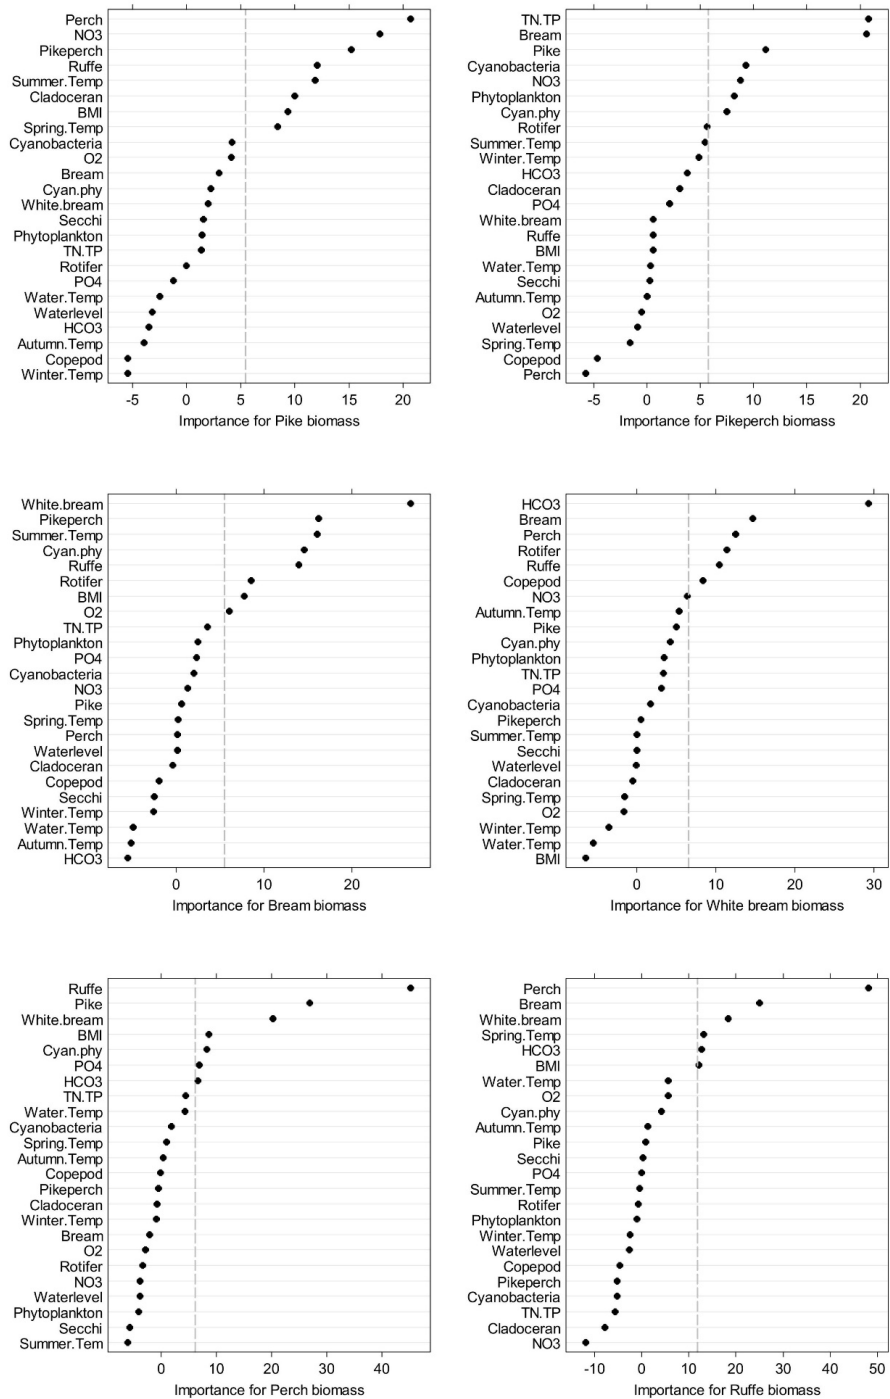 Perch
NO3
Pikeperch
Ruffe
Summer.Temp
Cladoceran
BMI
Spring.Temp
Cyanobacteria
O2
Bream
Cyan.phy
White.bream
Secchi
Phytoplankton
TN.TP
Rotifer
PO4
Water.Temp
Waterlevel
HCO3
Autumn.Temp
Copepod
Winter.Temp
-5 0 5 10 15 20
Importance for Pike biomass
TN.TP
Bream
Pike
Cyanobacteria
NO3
Phytoplankton
Cyan.phy
Rotifer
Summer.Temp
Winter.Temp
HCO3
Cladoceran
PO4
White.bream
Ruffe
BMI
Water.Temp
Secchi
Autumn.Temp
O2
Waterlevel
Spring.Temp
Copepod
Perch
-5 0 5 10 15 20
Importance for Pikeperch biomass
White.bream
Pikeperch
Summer.Temp
Cyan.phy
Ruffe
Rotifer
BMI
O2
TN.TP
Phytoplankton
PO4
Cyanobacteria
NO3
Pike
Spring.Temp
Perch
Waterlevel
Cladoceran
Copepod
Secchi
Winter.Temp
Water.Temp
Autumn.Temp
HCO3
0 10 20
Importance for Bream biomass
HCO3
Bream
Perch
Rotifer
Ruffe
Copepod
NO3
Autumn.Temp
Pike
Cyan.phy
Phytoplankton
TN.TP
PO4
Cyanobacteria
Pikeperch
Summer.Temp
Secchi
Waterlevel
Cladoceran
Spring.Temp
O2
Winter.Temp
Water.Temp
BMI
0 10 20 30
Importance for White bream biomass
Ruffe
Pike
White.bream
BMI
Cyan.phy
PO4
HCO3
TN.TP
Water.Temp
Cyanobacteria
Spring.Temp
Autumn.Temp
Copepod
Pikeperch
Cladoceran
Winter.Temp
Bream
O2
Rotifer
NO3
Waterlevel
Phytoplankton
Secchi
Summer.Tem
0 20 40
Importance for Perch biomass
Perch
Bream
White.bream
Spring.Temp
HCO3
BMI
Water.Temp
O2
Cyan.phy
Autumn.Temp
Pike
Secchi
PO4
Summer.Temp
Rotifer
Phytoplankton
Winter.Temp
Waterlevel
Copepod
Pikeperch
Cyanobacteria
TN.TP
Cladoceran
NO3
-10 0 10 20 30 40 50
Importance for Ruffe biomass